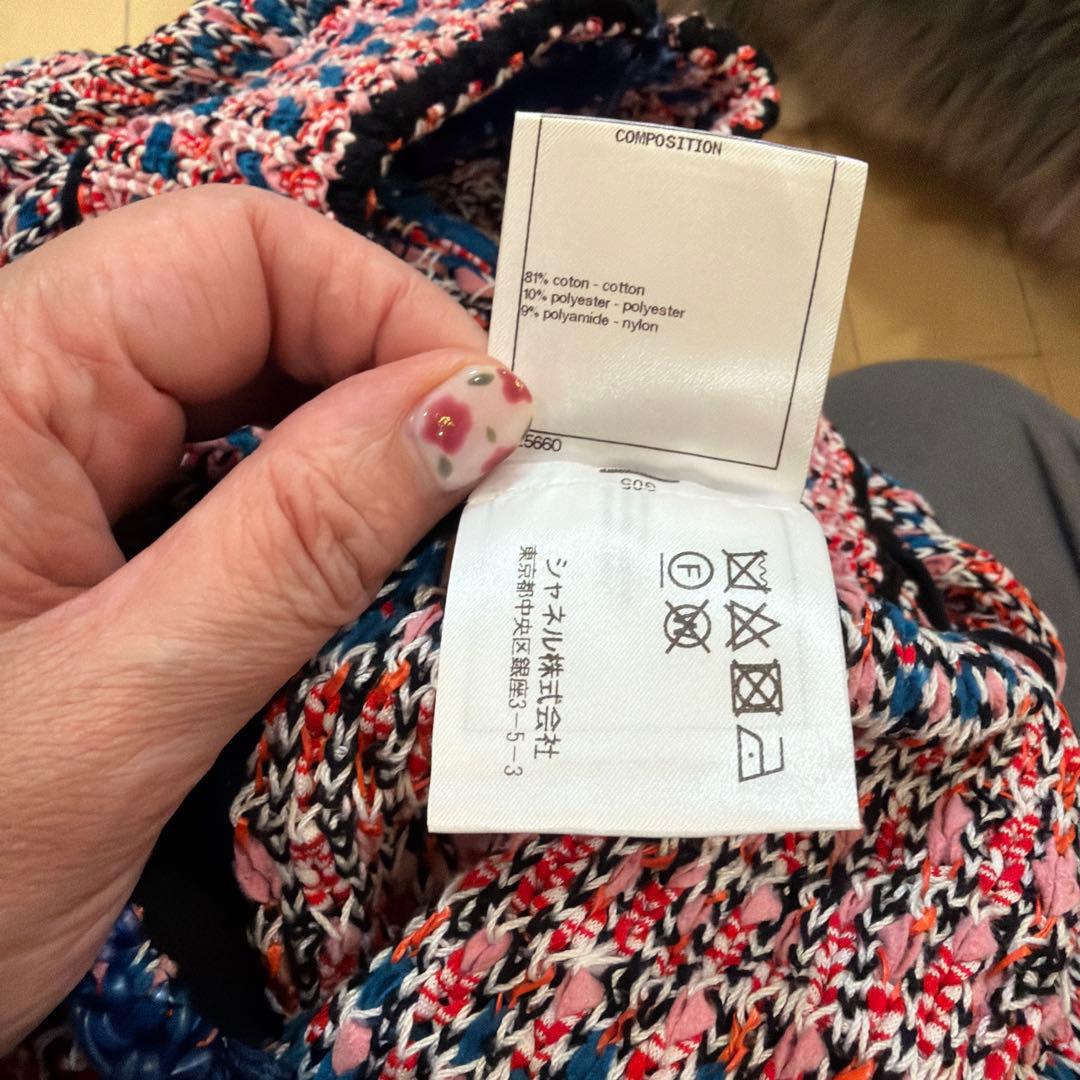 COMPOSITION
81% coton - cotton
10% polyester - polyester
9% polyamide - nylon
5660
G05
シャネル株式会社
東京都中央区銀座3-5-3
F
W